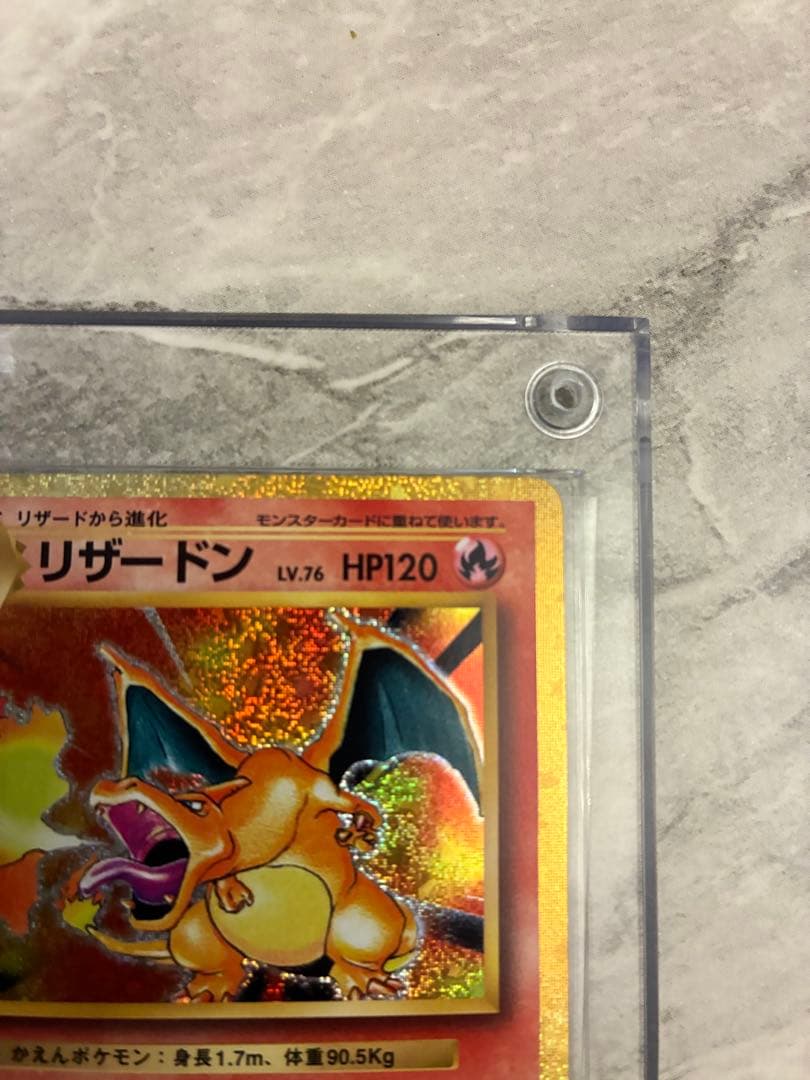 リザードから進化
モンスターカードに重ねて使います。
リザードン LV.76 HP120
かえんポケモン：身長1.7m、体重90.5Kg